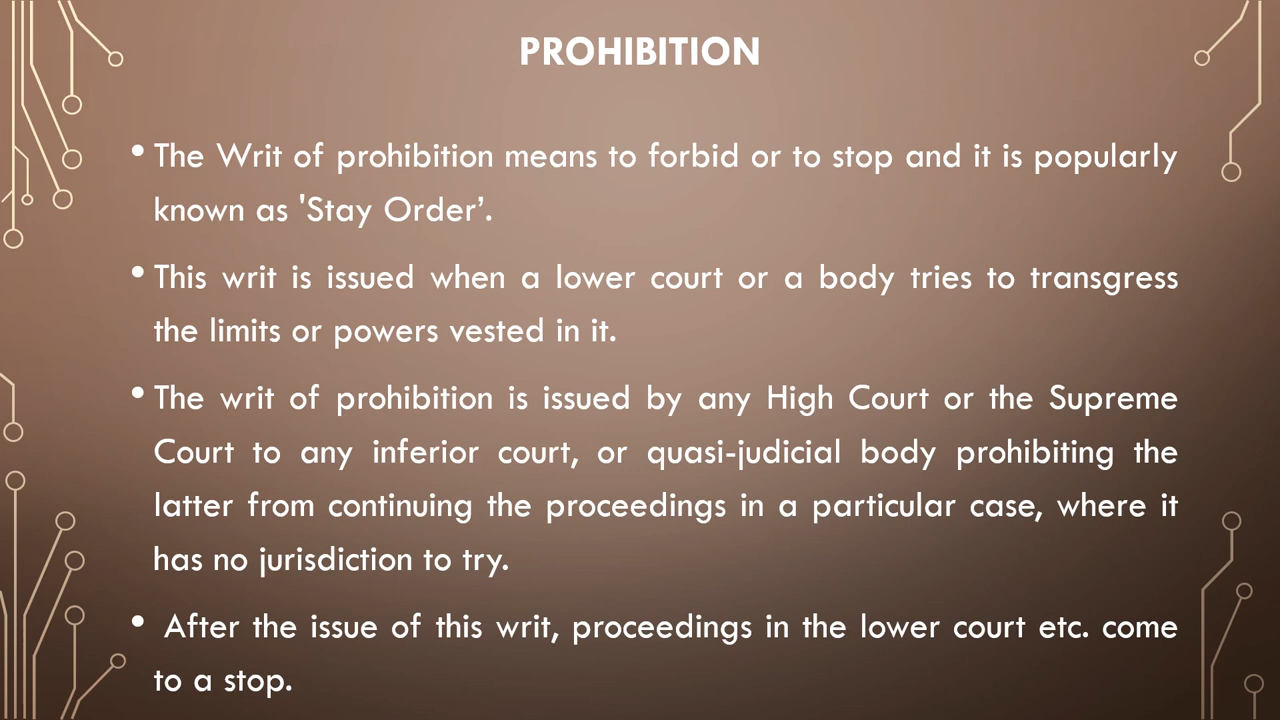 PROHIBITION
• The Writ of prohibition means to forbid or to stop and it is popularly
known as 'Stay Order’.
• This writ is issued when a lower court or a body tries to transgress
the limits or powers vested in it.
• The writ of prohibition is issued by any High Court or the Supreme
Court to any inferior court, or quasi-judicial body prohibiting the
latter from continuing the proceedings in a particular case, where it
has no jurisdiction to try.
• After the issue of this writ, proceedings in the lower court etc. come
to a stop.